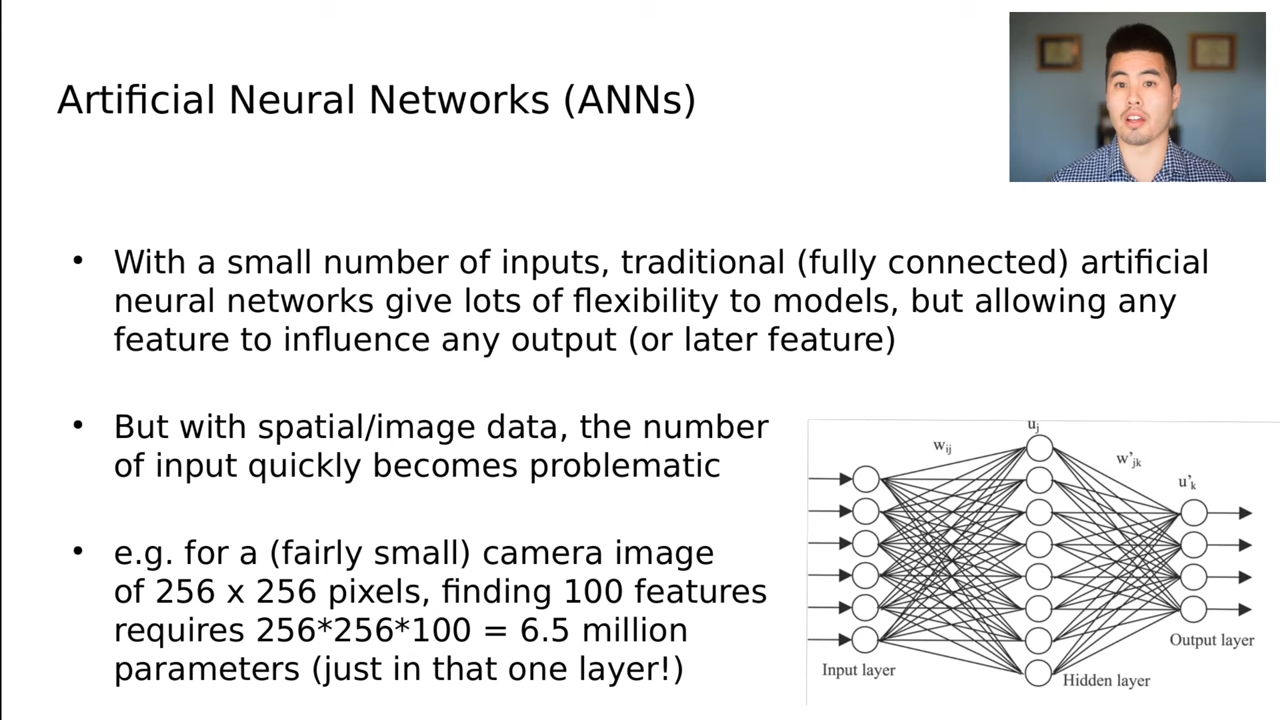 Artificial Neural Networks (ANNs)
• With a small number of inputs, traditional (fully connected) artificial
neural networks give lots of flexibility to models, but allowing any
feature to influence any output (or later feature)
• But with spatial/image data, the number
of input quickly becomes problematic
• e.g. for a (fairly small) camera image
of 256 x 256 pixels, finding 100 features
requires 256*256*100 = 6.5 million
parameters (just in that one layer!)
uj
wij
w'jk
u'k
Input layer
Hidden layer
Output layer